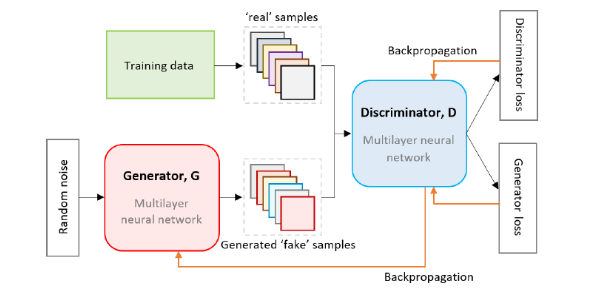 'real' samples
Training data
Backpropagation
Discriminator
loss
Discriminator, D
Multilayer neural
network
Random noise
Generator, G
Multilayer
neural network
Generated 'fake' samples
Generator
loss
Backpropagation